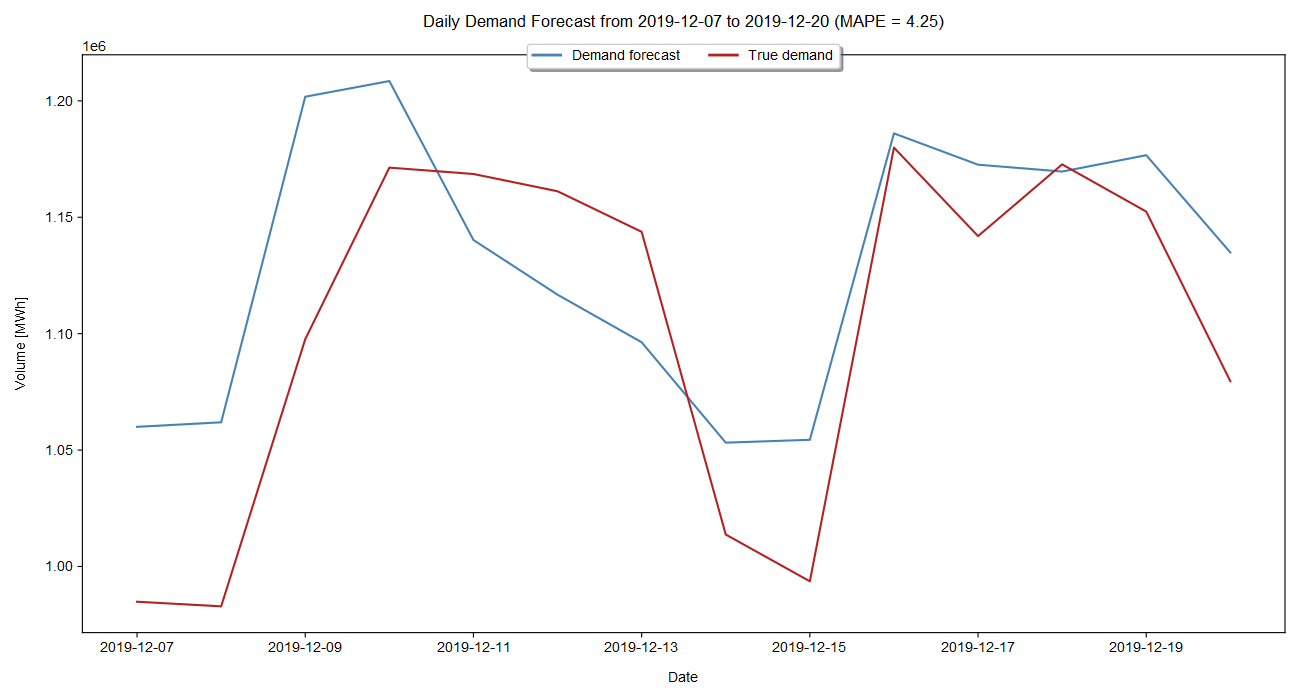 Daily Demand Forecast from 2019-12-07 to 2019-12-20 (MAPE = 4.25)
1e6
Demand forecast True demand
1.20
1.15
1.10
1.05
1.00
Volume [MWh]
2019-12-07 2019-12-09 2019-12-11 2019-12-13 2019-12-15 2019-12-17 2019-12-19
Date